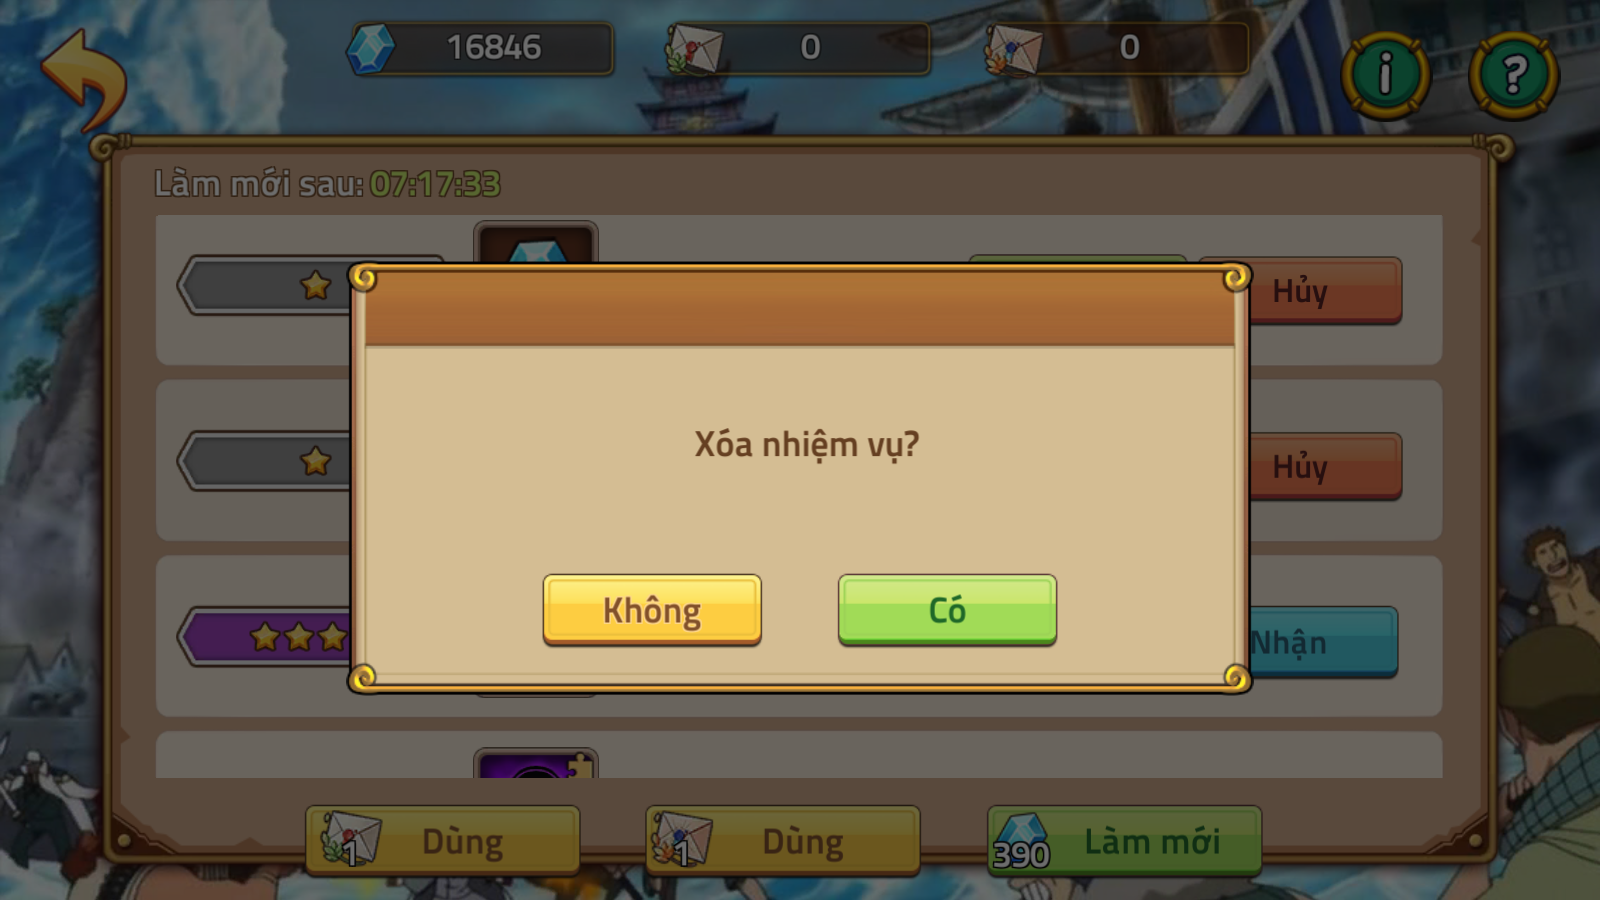 16846
0
0
i
?
Làm mới sau: 07:17:33
Hủy
Xóa nhiệm vụ?
Hủy
Không
Có
Nhận
1
Dùng
1
Dùng
390
Làm mới